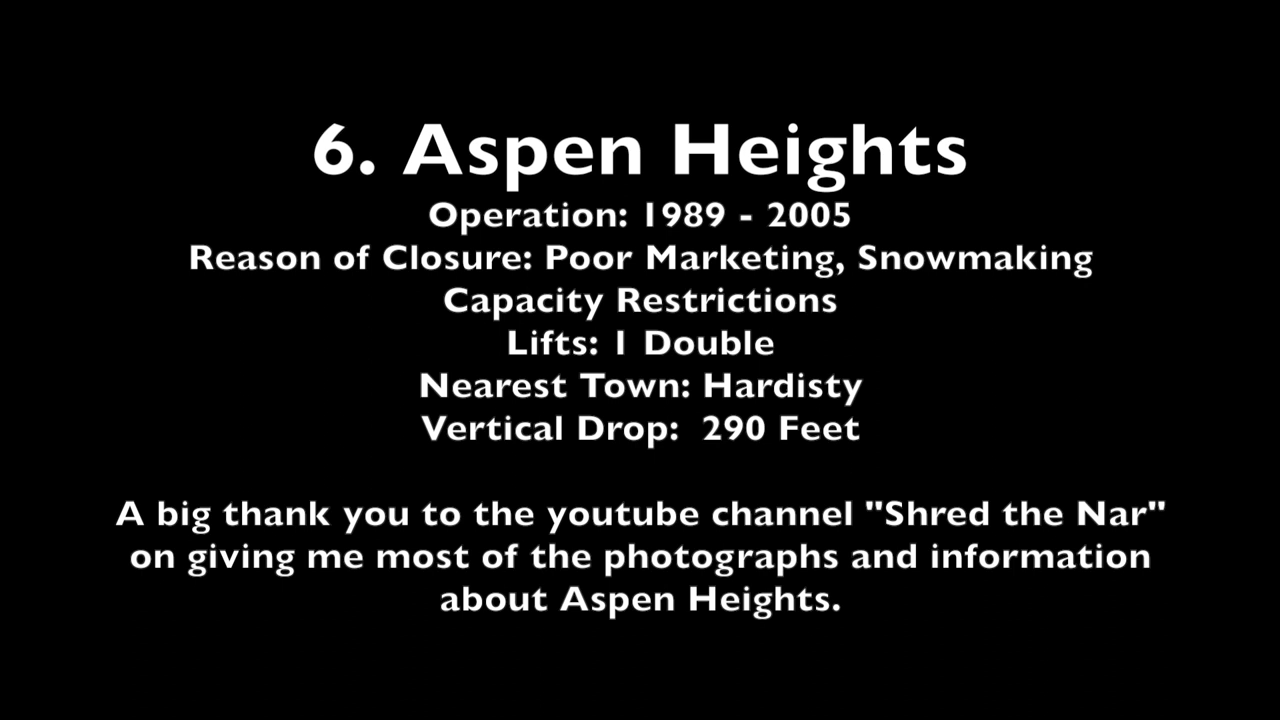 6. Aspen Heights
Operation: 1989 - 2005
Reason of Closure: Poor Marketing, Snowmaking
Capacity Restrictions
Lifts: 1 Double
Nearest Town: Hardisty
Vertical Drop:  290 Feet
A big thank you to the youtube channel "Shred the Nar"
on giving me most of the photographs and information
about Aspen Heights.